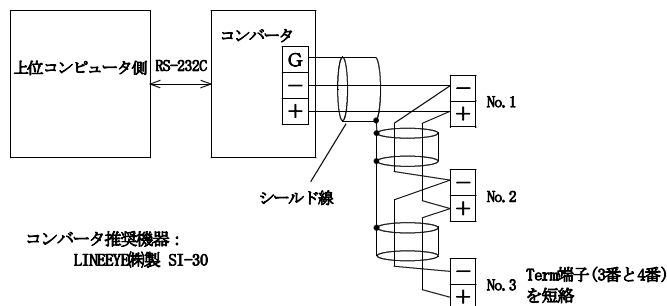 上位コンピュータ側
RS-232C
コンバータ
G
−
+
−
+
No.1
シールド線
−
+
No.2
コンバータ推奨機器:
LINEEYE㈱製 SI-30
−
+
No.3
Term端子(3番と4番)
を短絡